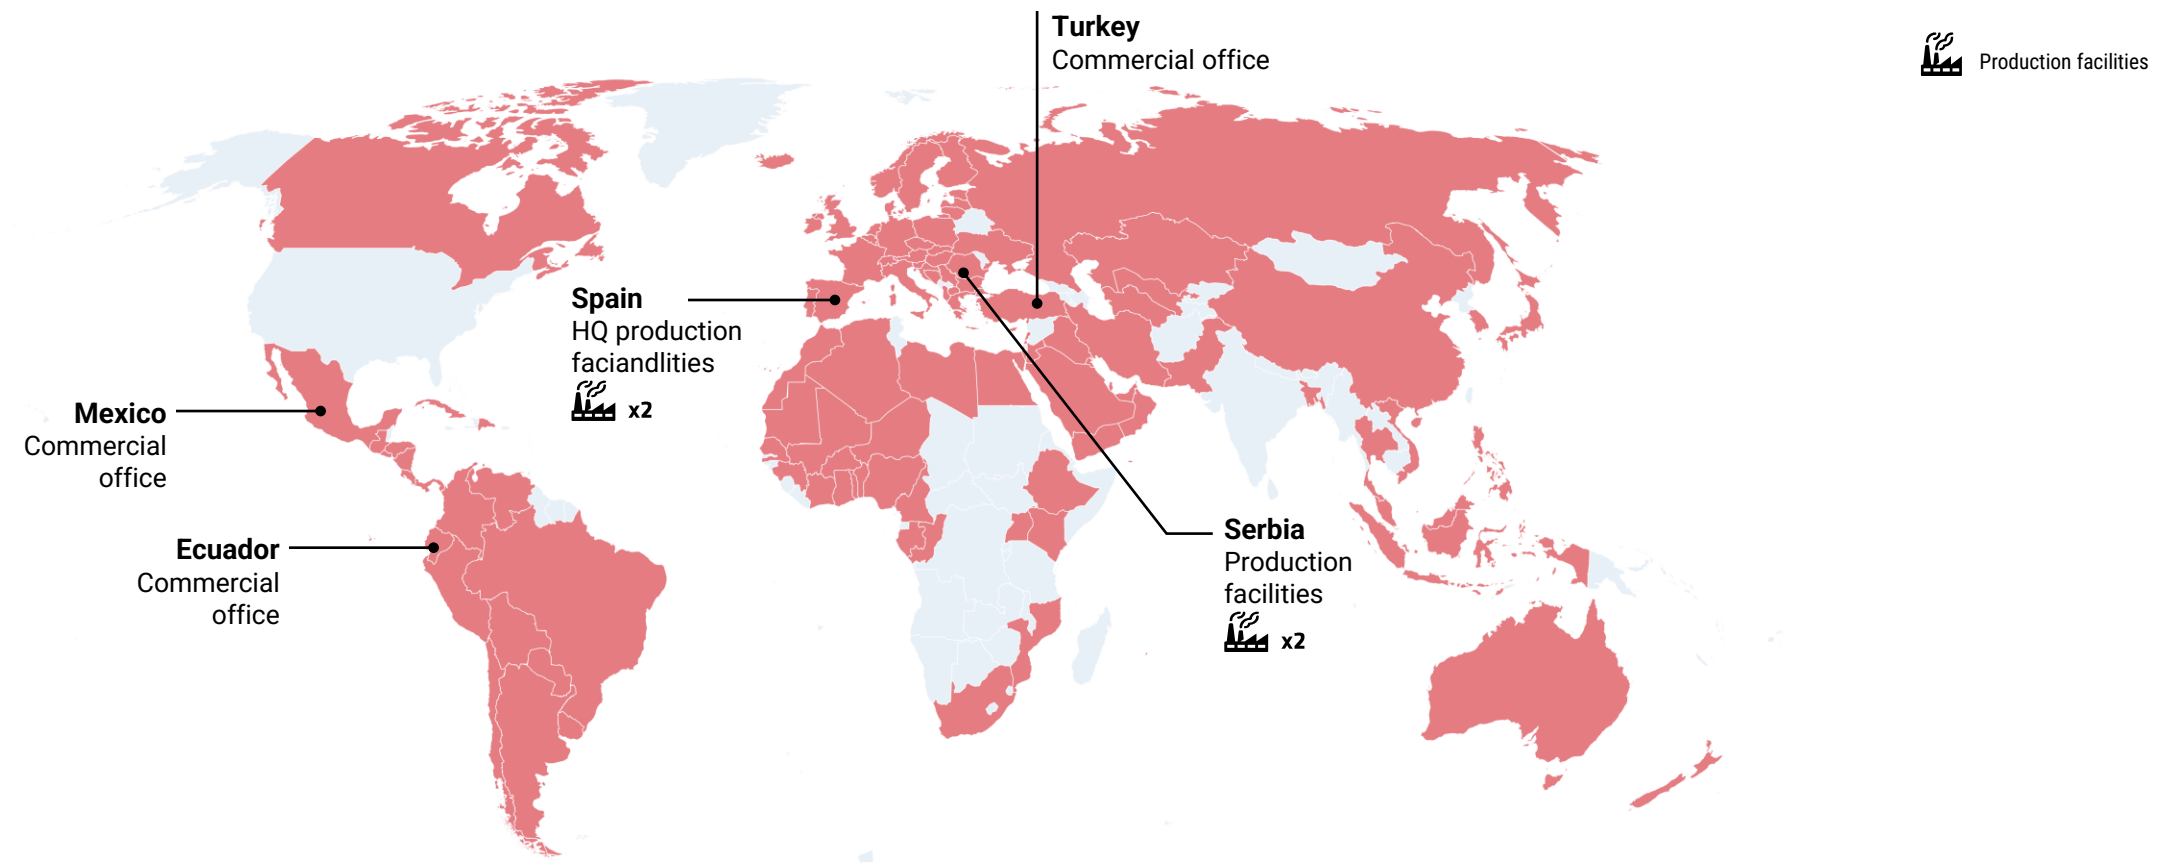 Turkey
Commercial office
Production facilities
Spain
HQ production
faciandlities
x2
Mexico
Commercial
office
Ecuador
Commercial
office
Serbia
Production
facilities
x2